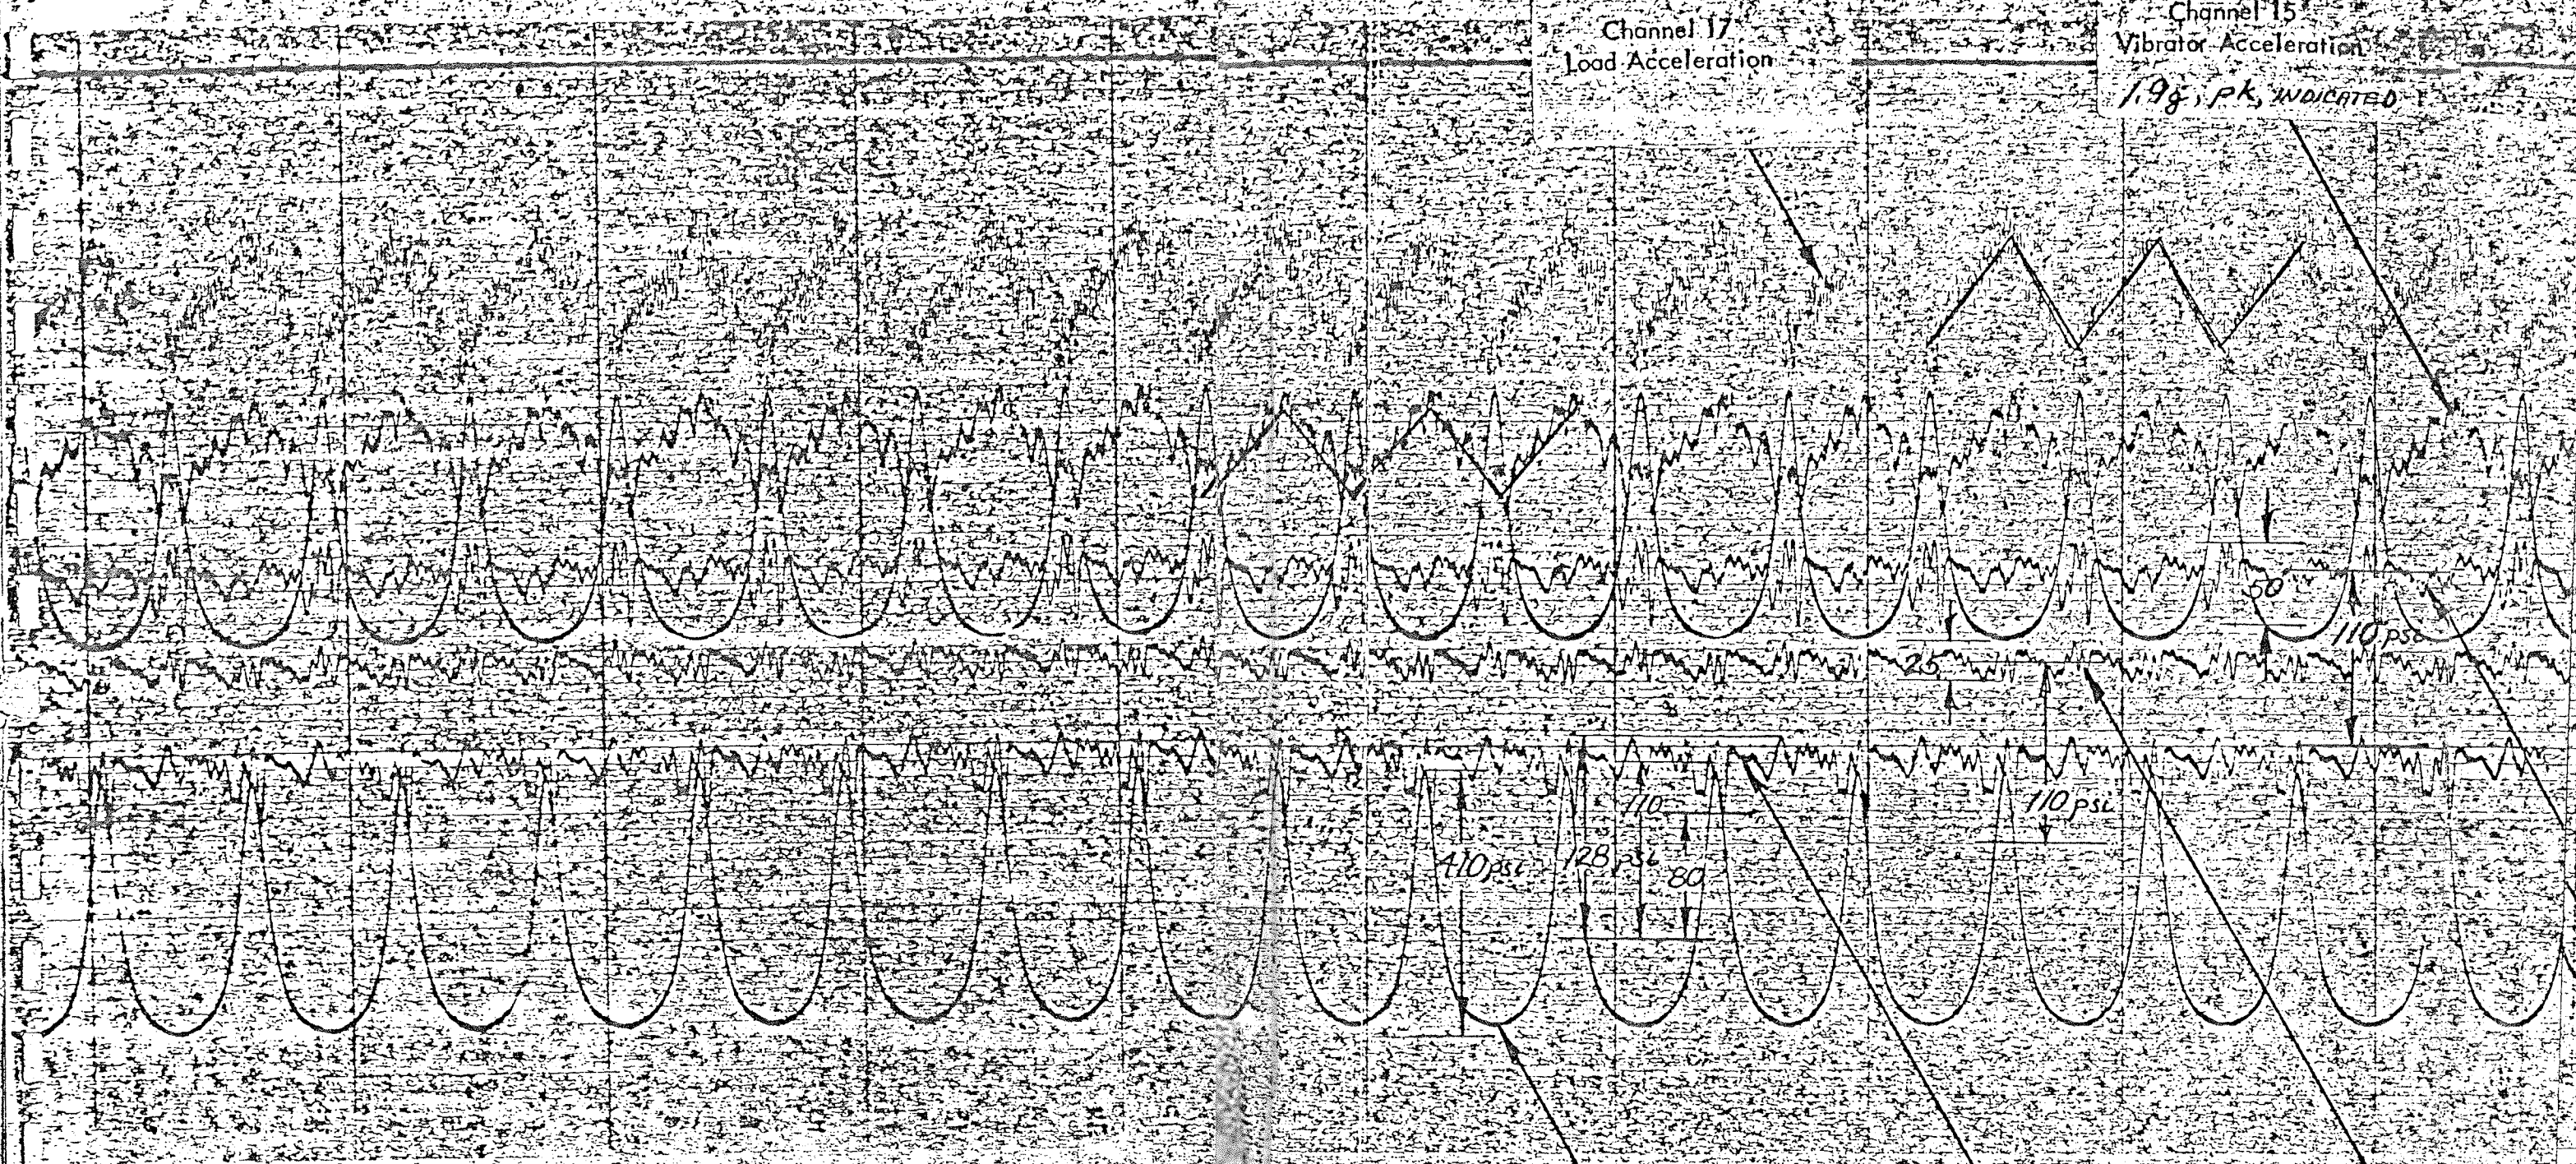 Channel 17
Load Acceleration
Channel 15
Vibrator Acceleration
1.9g, pk, INDICATED
50
110 psi
25
110
110 psi
410 psi
128 psi
80